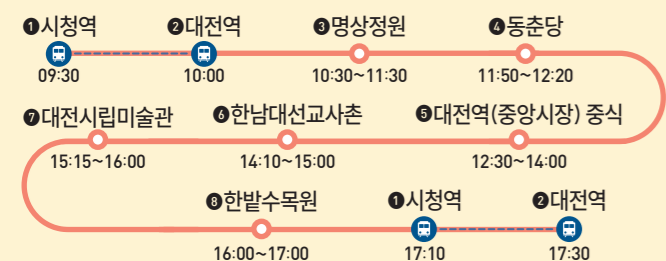 ❶시청역 ❷대전역 ❸명상정원 ❹동춘당
09:30 10:00 10:30~11:30 11:50~12:20
❼대전시립미술관 ❻한남대선교사촌 ❺대전역(중앙시장) 중식
15:15~16:00 14:10~15:00 12:30~14:00
❽한밭수목원 ❶시청역 ❷대전역
16:00~17:00 17:10 17:30